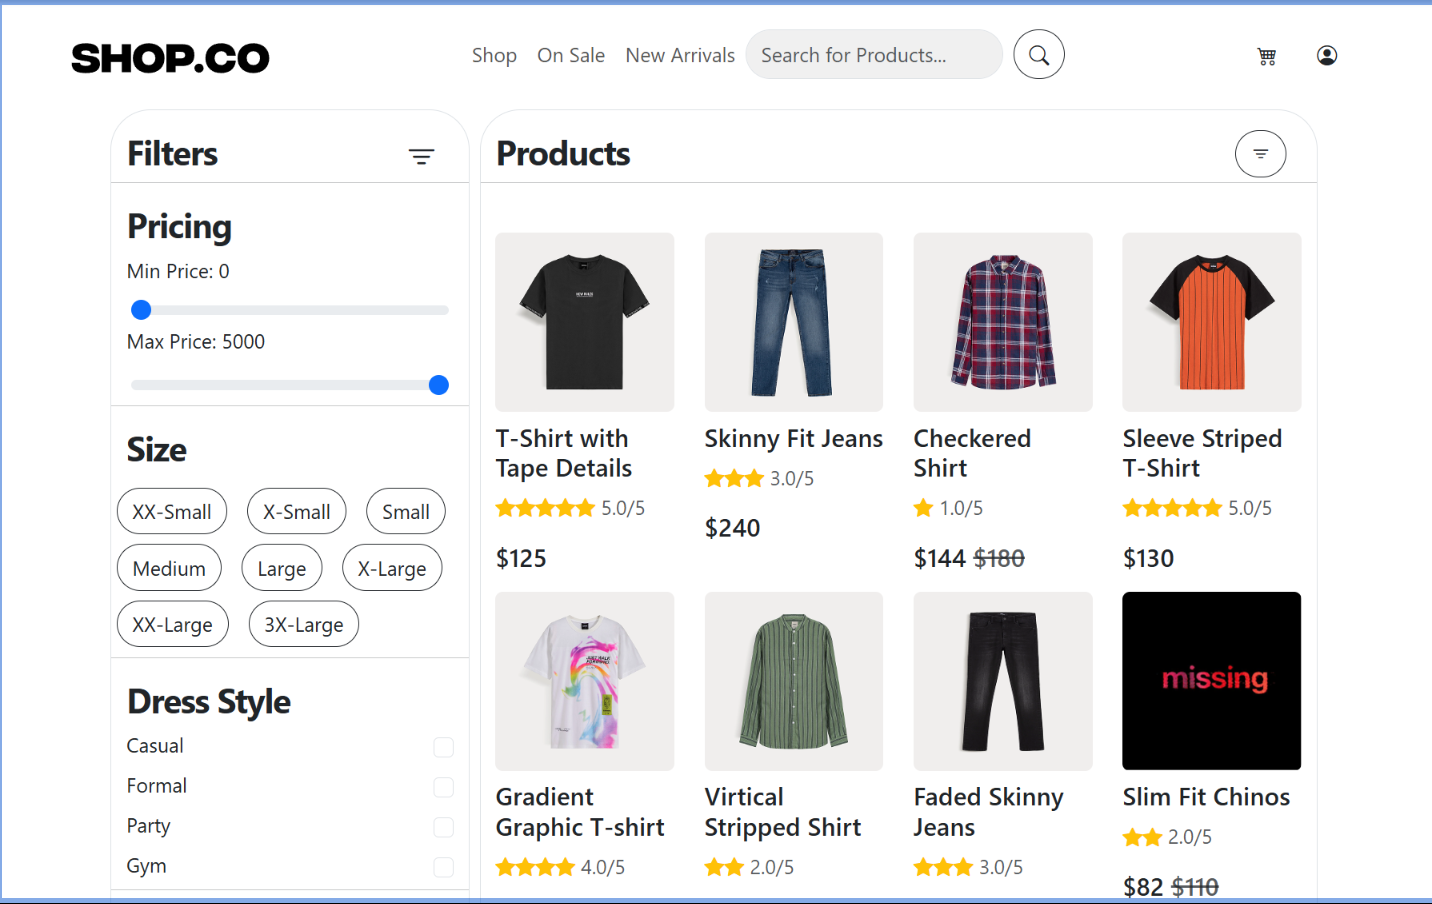 SHOP.CO
Shop On Sale New Arrivals Search for Products...
Filters
Pricing
Min Price: 0
Max Price: 5000
Size
XX-Small X-Small Small
Medium Large X-Large
XX-Large 3X-Large
Dress Style
Casual
Formal
Party
Gym
Products
T-Shirt with
Tape Details
5.0/5
$125
Skinny Fit Jeans
3.0/5
$240
Checkered
Shirt
1.0/5
$144 $180
Sleeve Striped
T-Shirt
5.0/5
$130
Gradient
Graphic T-shirt
4.0/5
Virtical
Stripped Shirt
2.0/5
Faded Skinny
Jeans
3.0/5
missing
Slim Fit Chinos
2.0/5
$82 $110